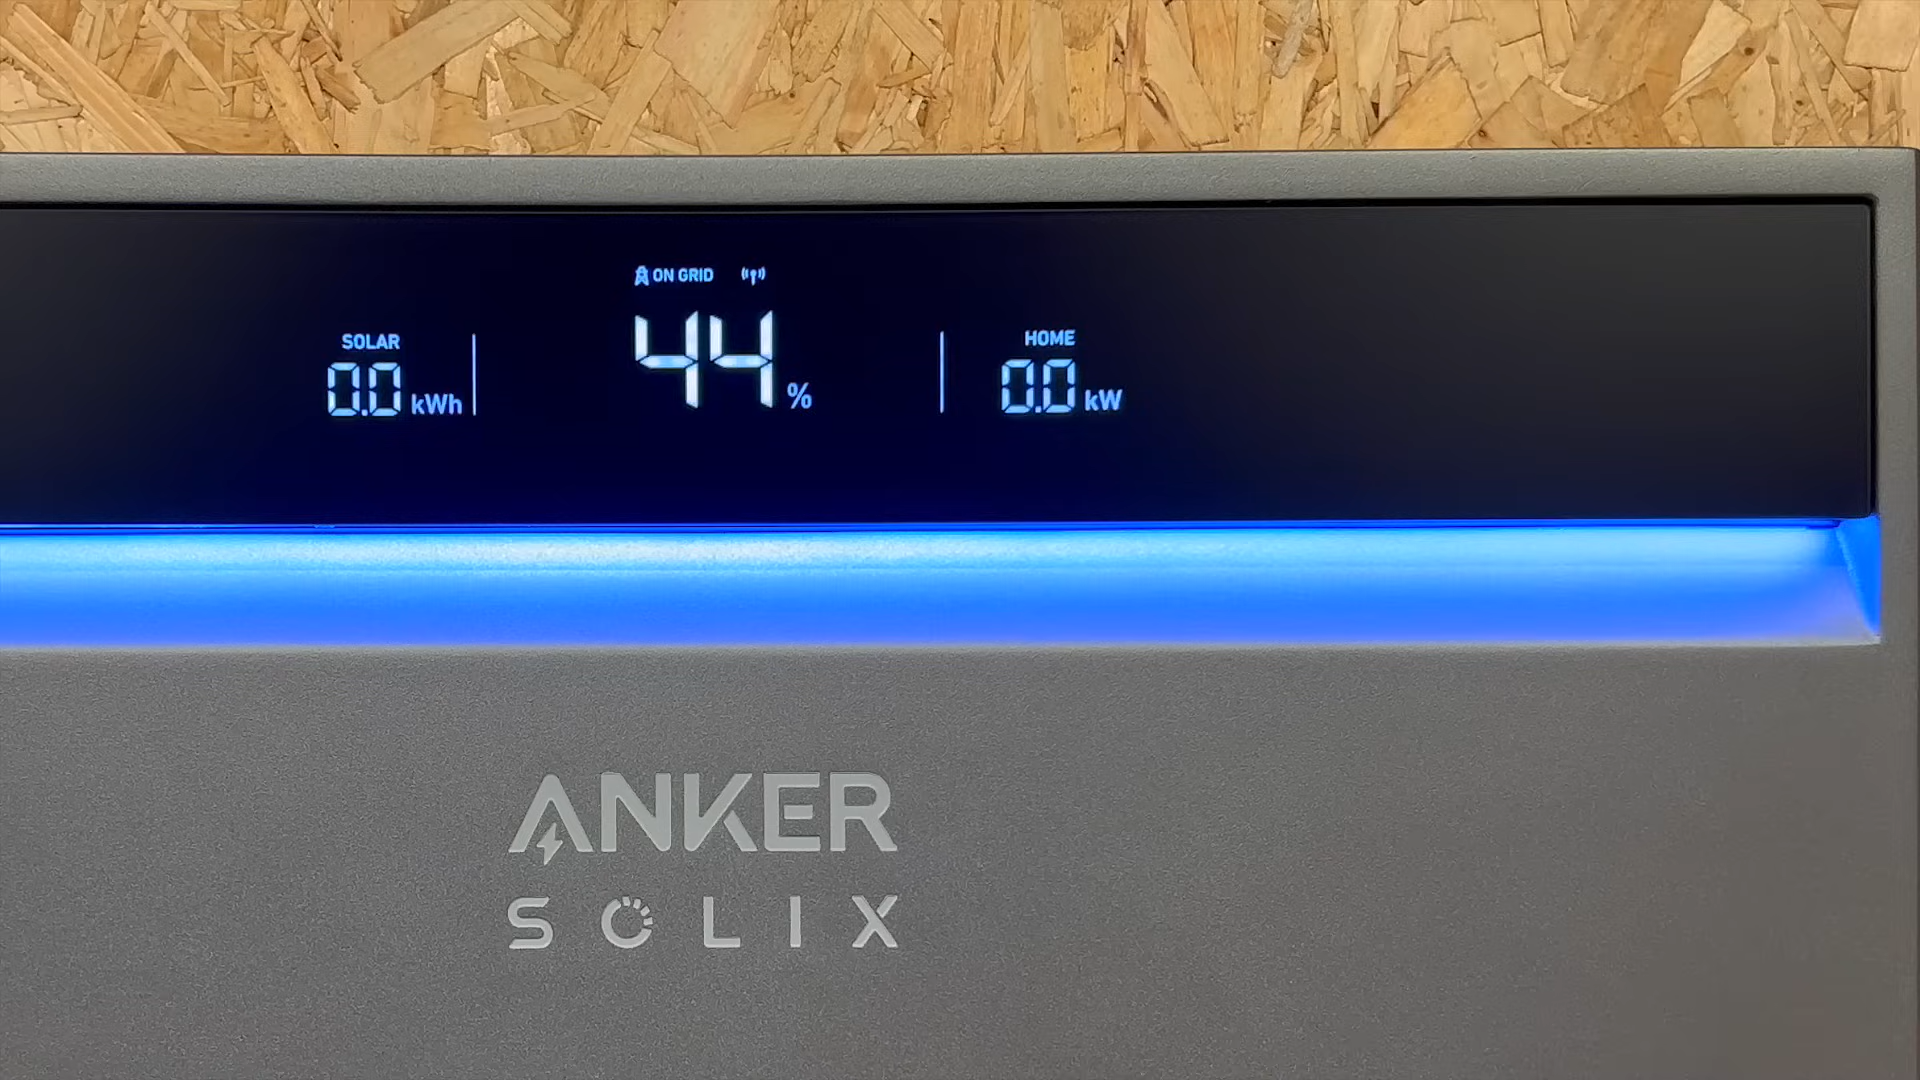 ON GRID
SOLAR
0.0 kWh
44 %
HOME
0.0 kW
ANKER
SOLIX